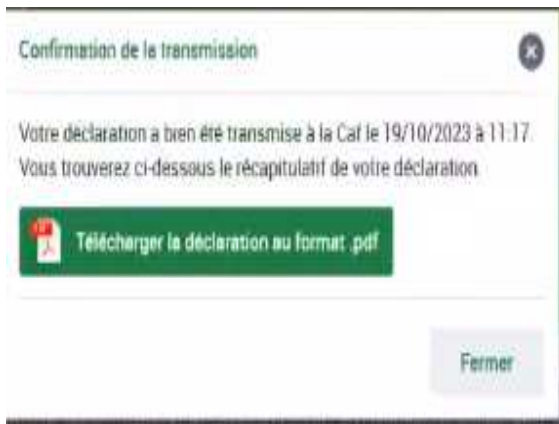 Confirmation de la transmission
Votre déclaration a bien été transmise à la Caf le 19/10/2023 à 11:17.
Vous trouverez ci-dessous le récapitulatif de votre déclaration
Télécharger la déclaration au format .pdf
Fermer